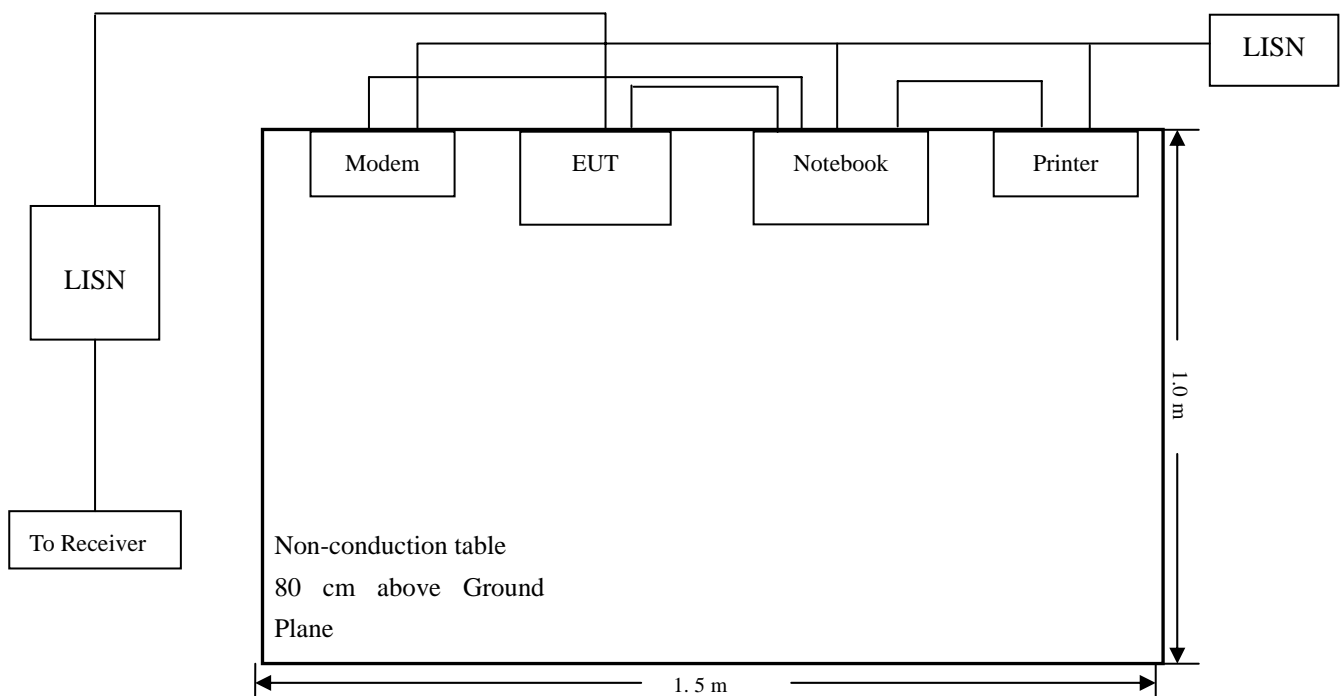 LISN
Modem
EUT
Notebook
Printer
LISN
1.0 m
To Receiver
Non-conduction table
80 cm above Ground
Plane
1. 5 m